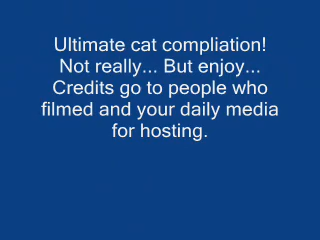 Ultimate cat compliation!
Not really... But enjoy...
Credits go to people who
filmed and your daily media
for hosting.